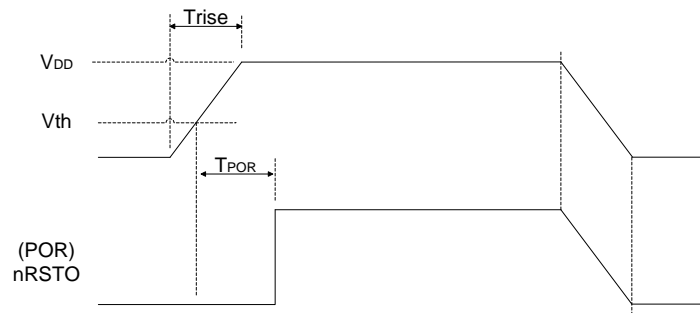 Trise
VDD
Vth
TPOR
(POR)
nRSTO